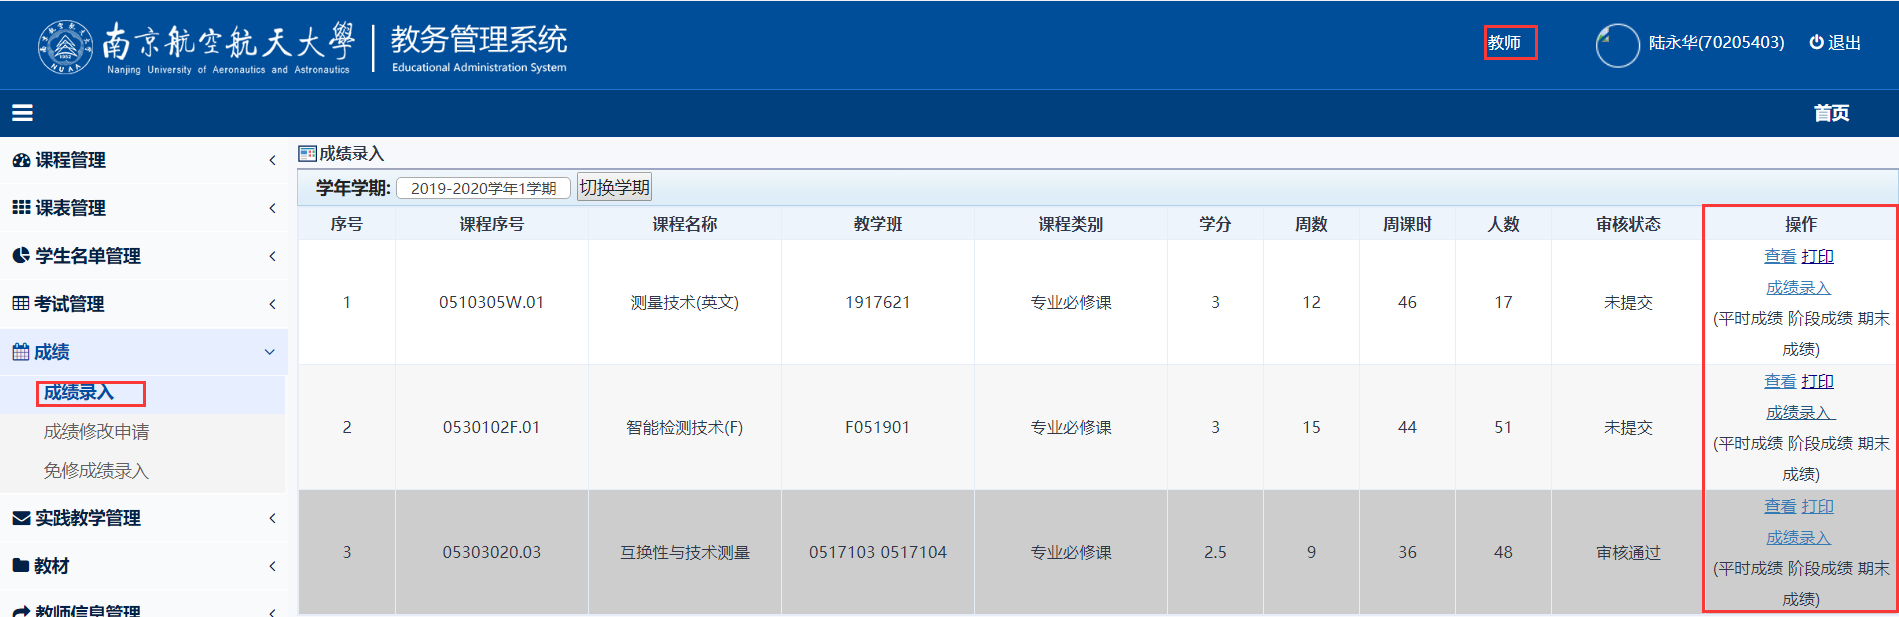 南京航空航天大學
Nanjing University of Aeronautics and Astronautics
教务管理系统
Educational Administration System
教师
陆永华(70205403)
退出
首页
课程管理
课表管理
学生名单管理
考试管理
成绩
成绩录入
成绩修改申请
免修成绩录入
实践教学管理
教材
教师信息管理
成绩录入
学年学期: 2019-2020学年1学期 切换学期
序号 课程序号 课程名称 教学班 课程类别 学分 周数 周课时 人数 审核状态 操作
1 0510305W.01 测量技术(英文) 1917621 专业必修课 3 12 46 17 未提交 查看 打印
成绩录入
(平时成绩 阶段成绩 期末
成绩)
2 0530102F.01 智能检测技术(F) F051901 专业必修课 3 15 44 51 未提交 查看 打印
成绩录入
(平时成绩 阶段成绩 期末
成绩)
3 05303020.03 互换性与技术测量 0517103 0517104 专业必修课 2.5 9 36 48 审核通过 查看 打印
成绩录入
(平时成绩 阶段成绩 期末
成绩)